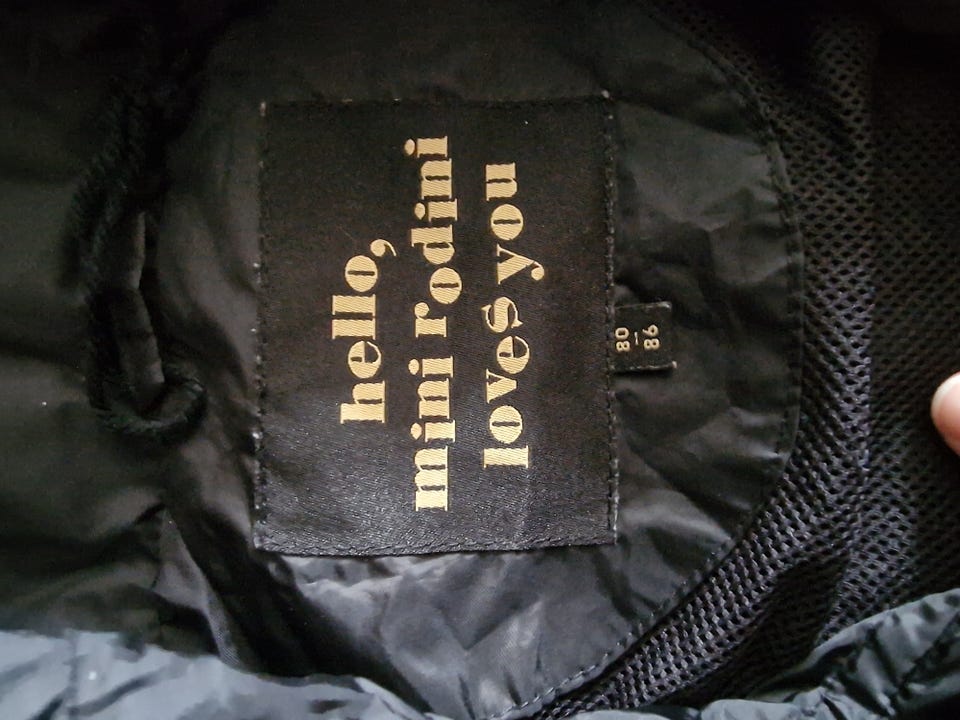 hello,
mini rodini
loves you
80
–
86